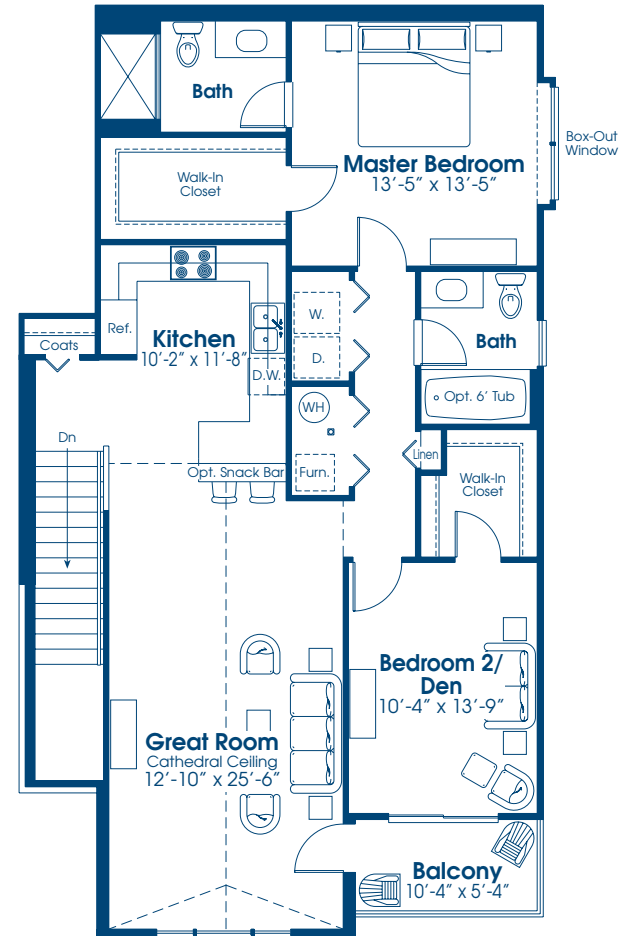 Bath
Box-Out
Window
Master Bedroom
13’-5” x 13’-5”
Walk-In
Closet
W.
Ref.
Kitchen
10’-2” x 11’-8”
Coats
D.
Bath
D.W.
Opt. 6’ Tub
WH
Dn
Linen
Opt. Snack Bar
Furn.
Walk-In
Closet
Bedroom 2/
Den
10’-4” x 13’-9”
Great Room
Cathedral Ceiling
12’-10” x 25’-6”
Balcony
10’-4” x 5’-4”